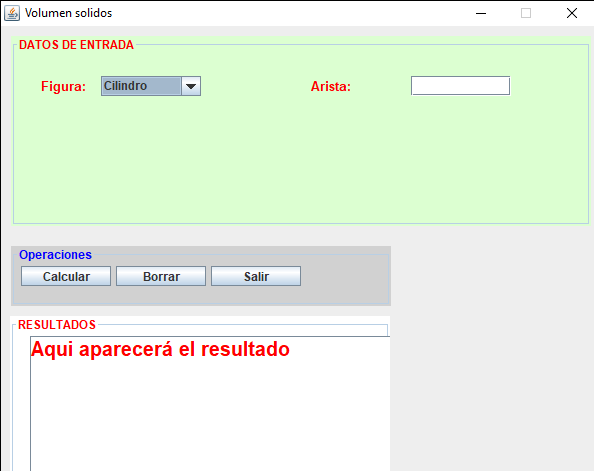 Volumen solidos
DATOS DE ENTRADA
Figura: Cilindro Arista:
Operaciones
Calcular Borrar Salir
RESULTADOS
Aqui aparecerá el resultado